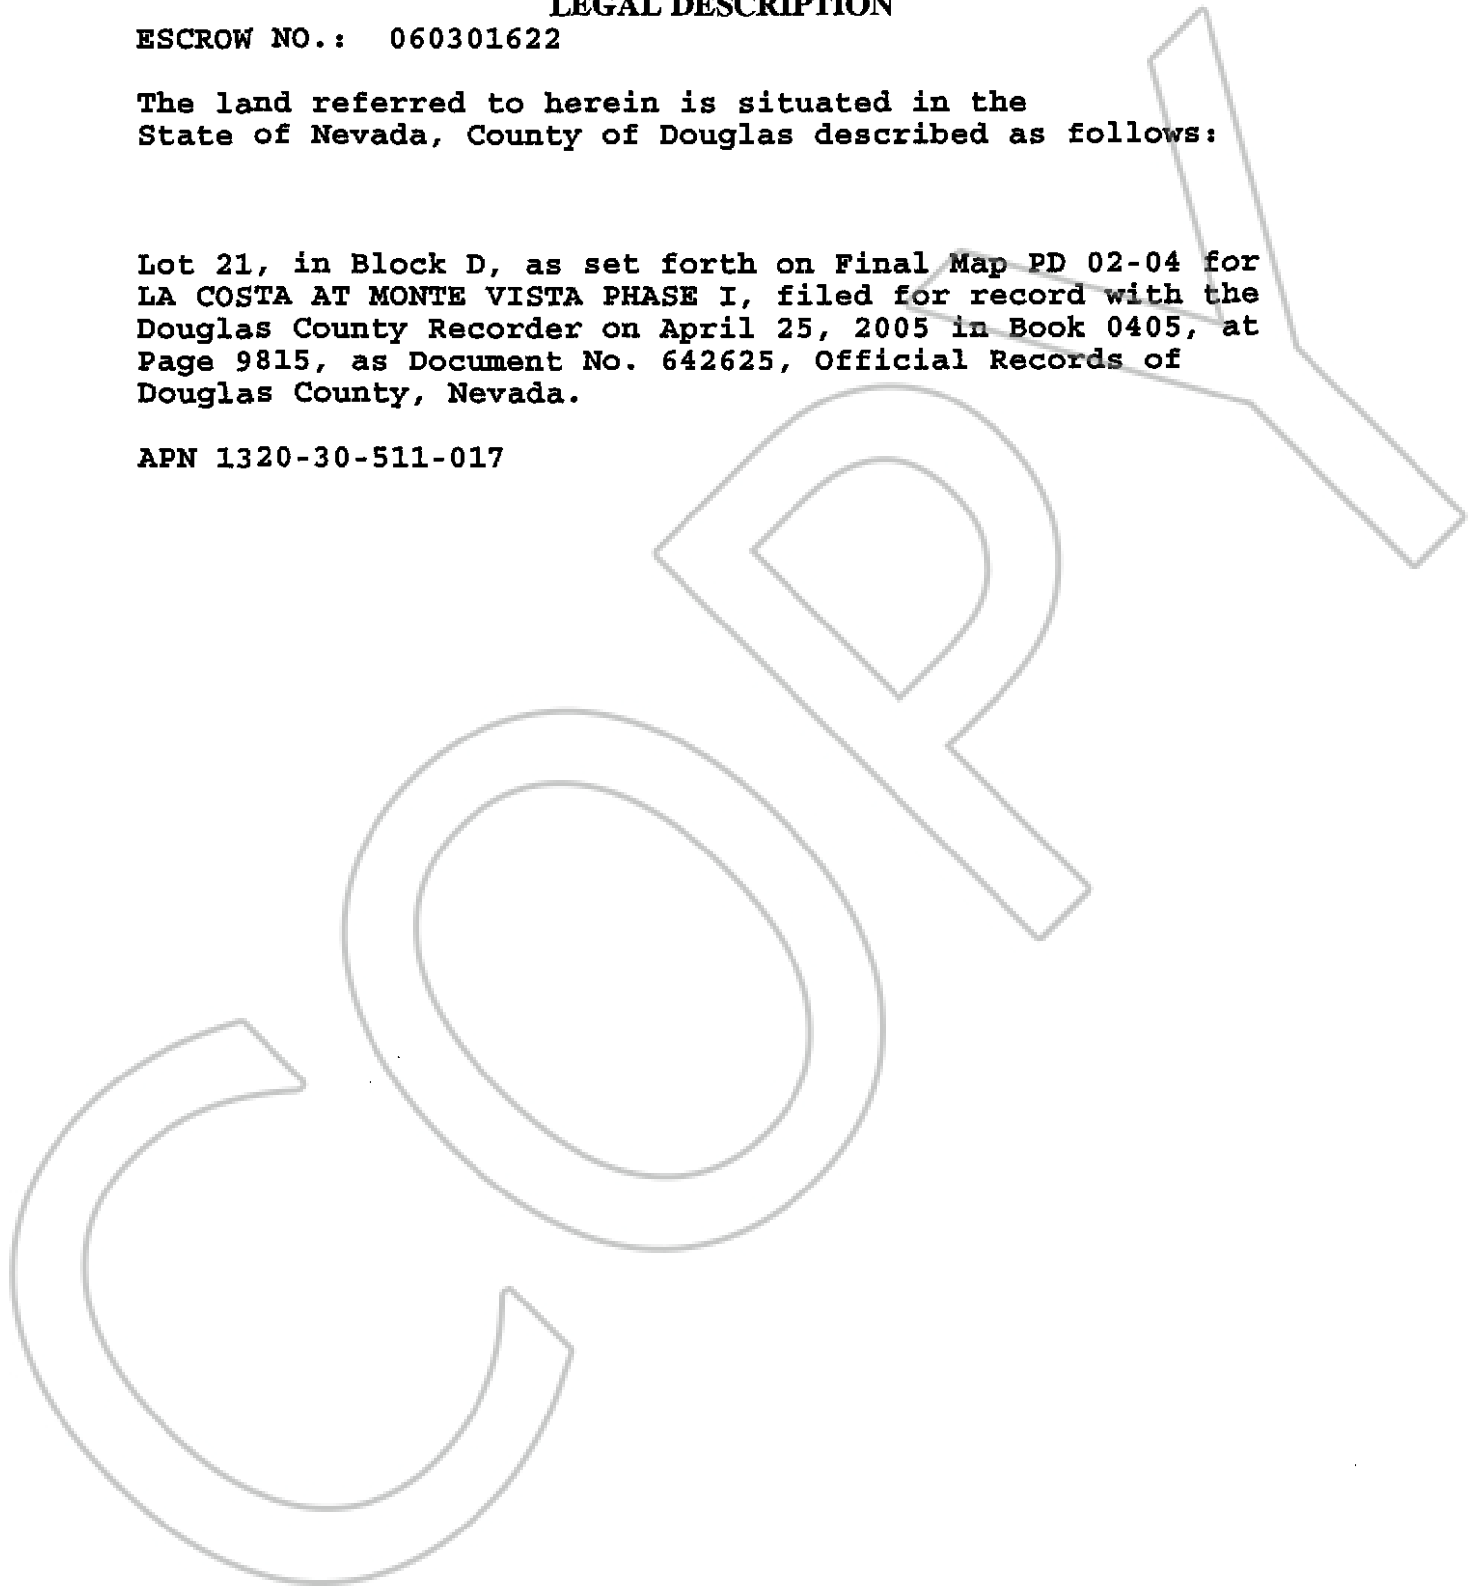 LEGAL DESCRIPTION
ESCROW NO.: 060301622
The land referred to herein is situated in the
State of Nevada, County of Douglas described as follows:
Lot 21, in Block D, as set forth on Final Map PD 02-04 for
LA COSTA AT MONTE VISTA PHASE I, filed for record with the
Douglas County Recorder on April 25, 2005 in Book 0405, at
Page 9815, as Document No. 642625, Official Records of
Douglas County, Nevada.
APN 1320-30-511-017
COPY